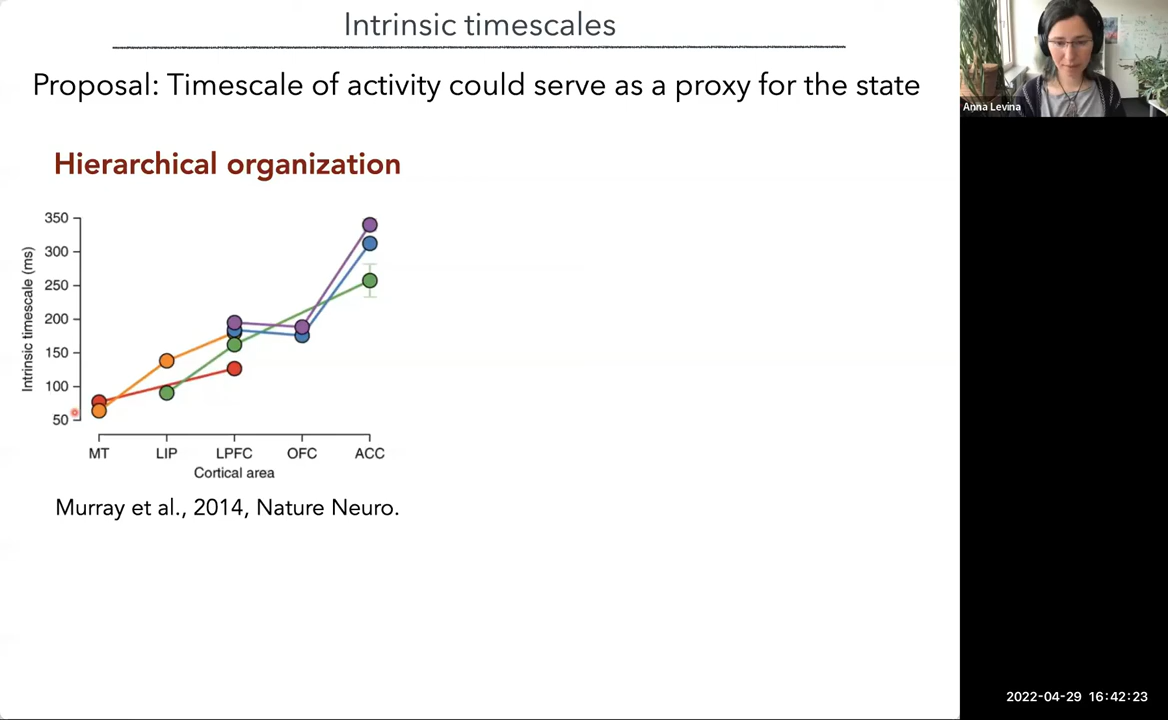 Intrinsic timescales
Anna Levina
Proposal: Timescale of activity could serve as a proxy for the state
Hierarchical organization
350
300
250
200
150
100
50
Intrinsic timescale (ms)
MT LIP LPFC OFC ACC
Cortical area
Murray et al., 2014, Nature Neuro.
2022-04-29 16:42:23